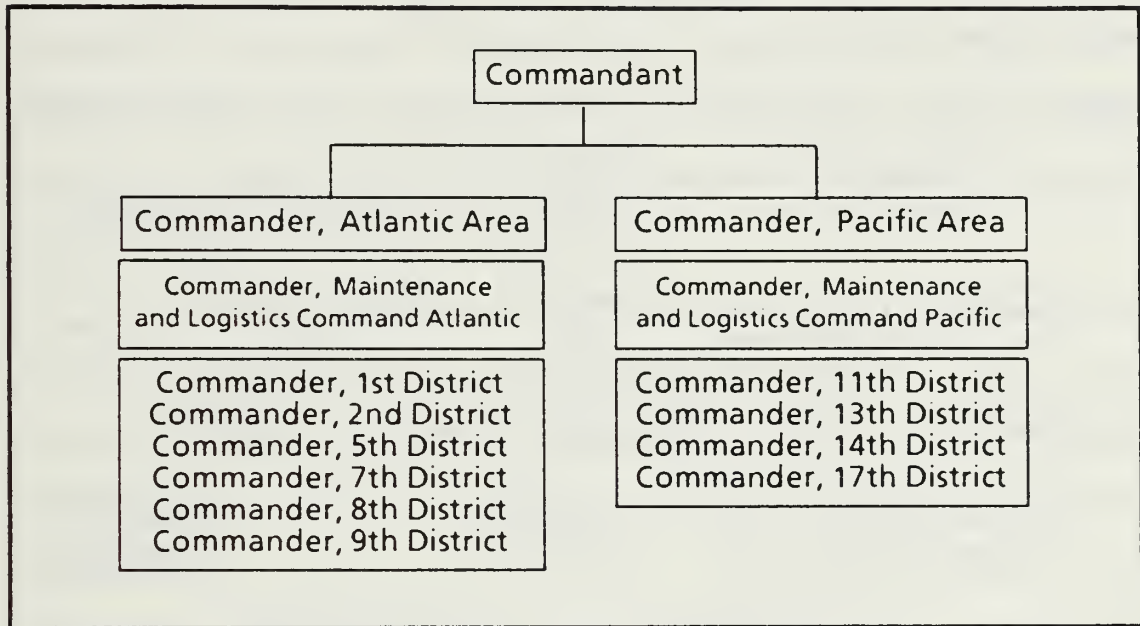 Commandant
Commander, Atlantic Area
Commander, Maintenance
and Logistics Command Atlantic
Commander, 1st District
Commander, 2nd District
Commander, 5th District
Commander, 7th District
Commander, 8th District
Commander, 9th District
Commander, Pacific Area
Commander, Maintenance
and Logistics Command Pacific
Commander, 11th District
Commander, 13th District
Commander, 14th District
Commander, 17th District